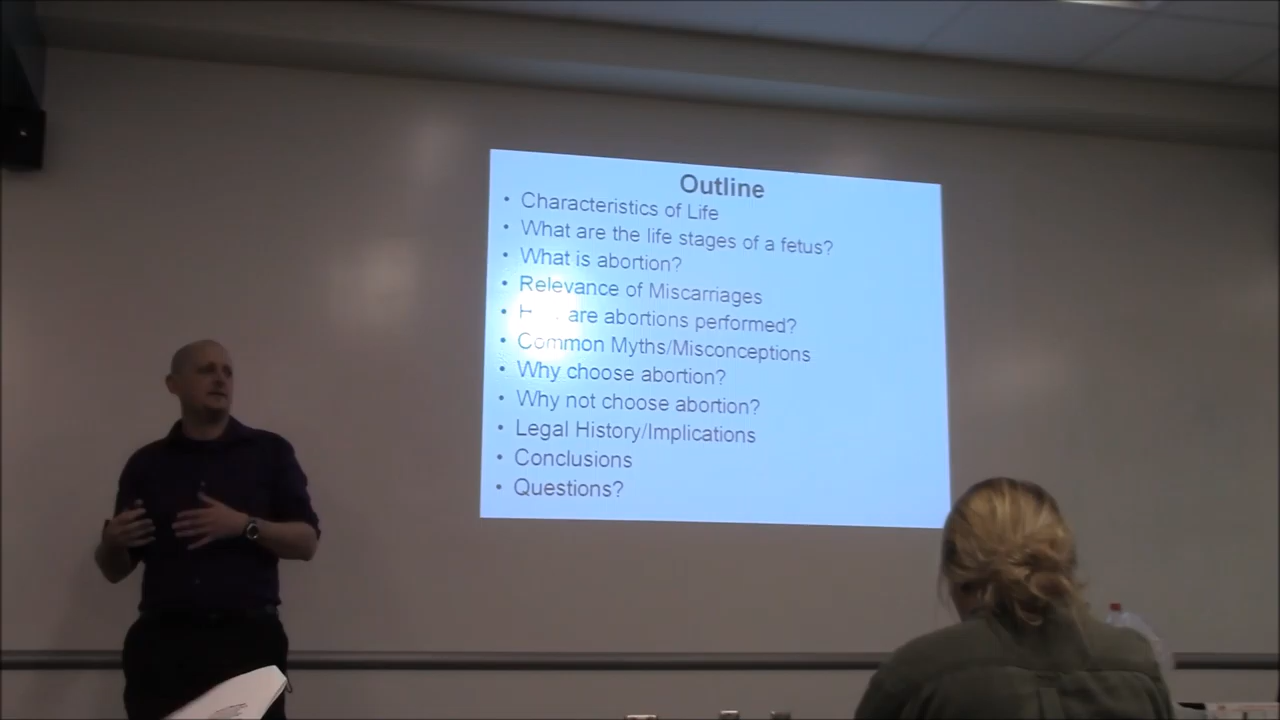 Outline
• Characteristics of Life
• What are the life stages of a fetus?
• What is abortion?
• Relevance of Miscarriages
• are abortions performed?
• Common Myths/Misconceptions
• Why choose abortion?
• Why not choose abortion?
• Legal History/Implications
• Conclusions
• Questions?